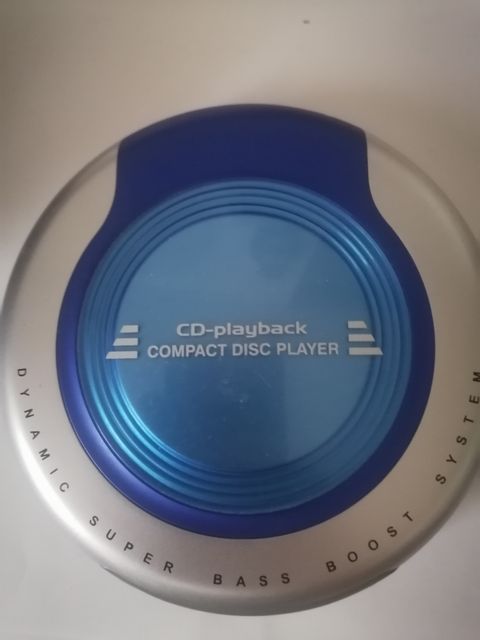 CD-playback
COMPACT DISC PLAYER
DYNAMIC SUPER BASS BOOST SYSTEM